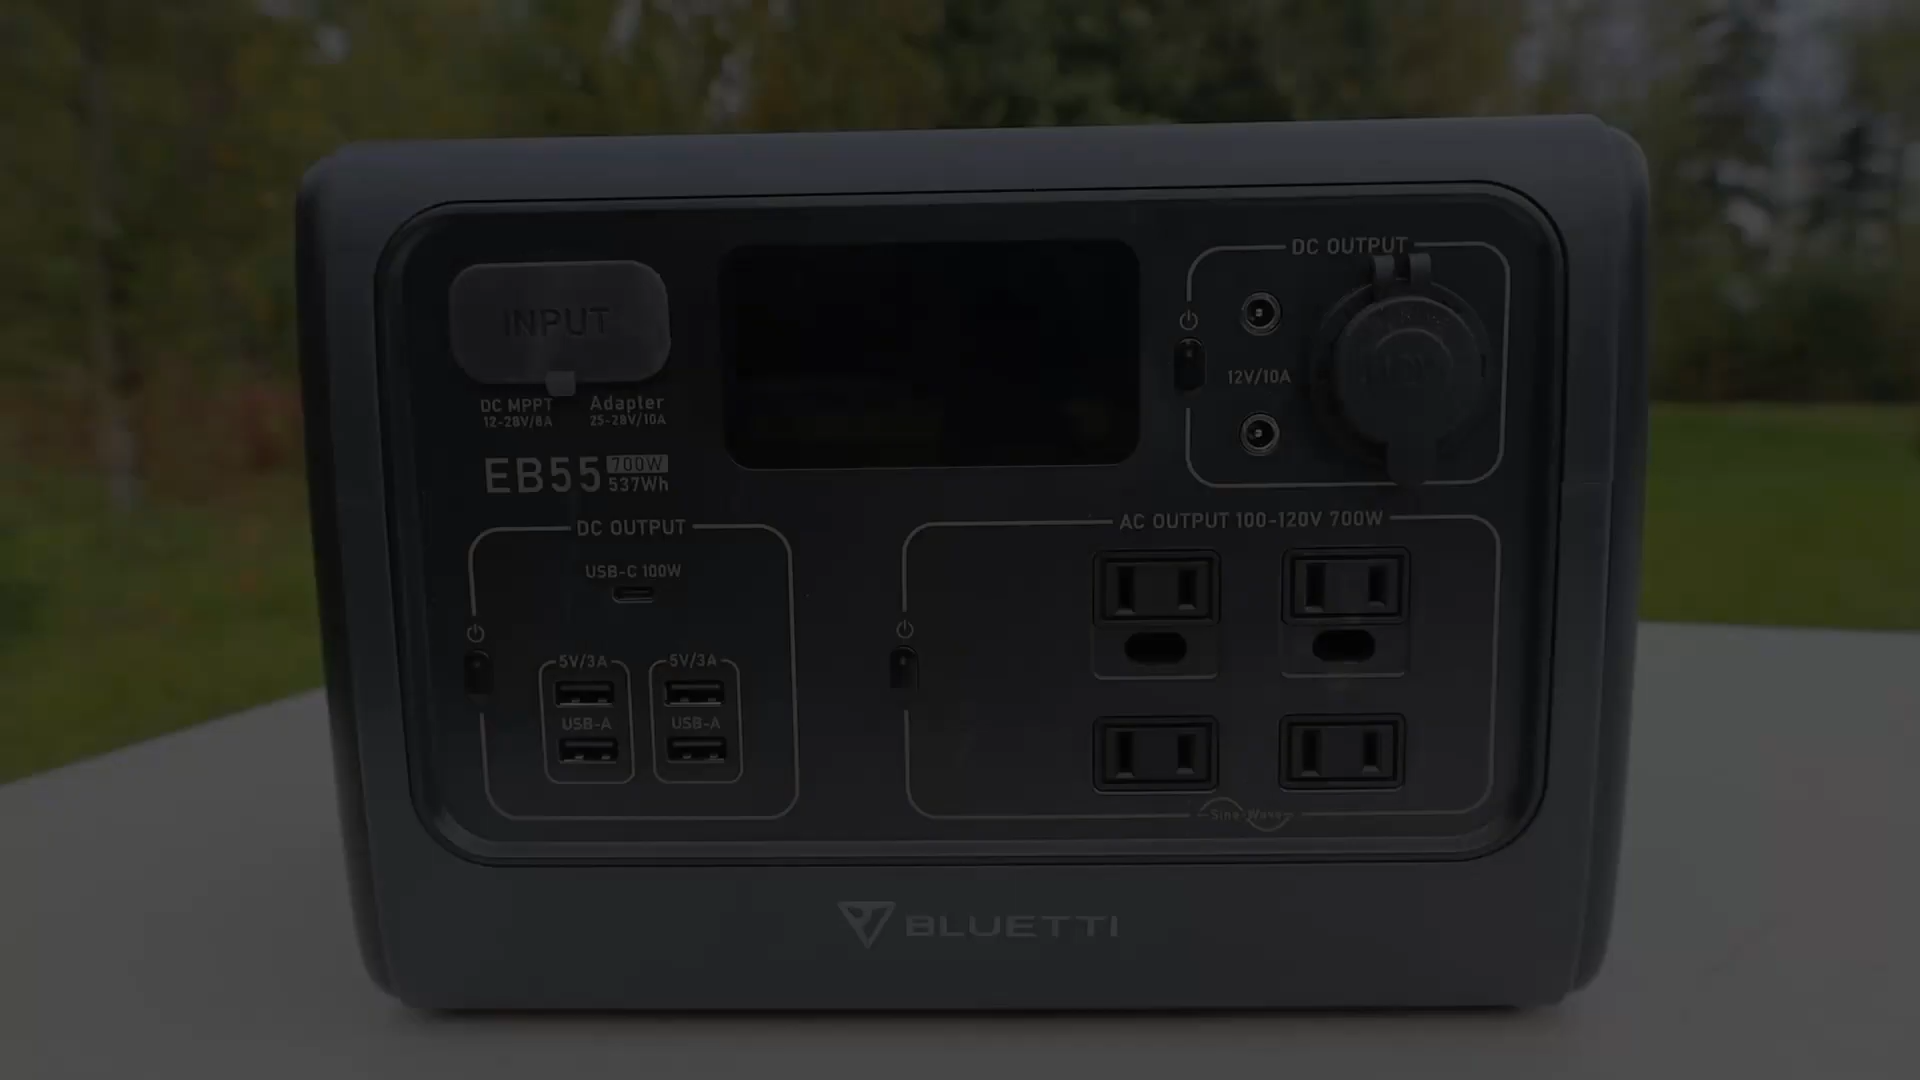 INPUT
DC MPPT
12-28V/8A
Adapter
25-28V/10A
EB55
700W
537Wh
DC OUTPUT
12V/10A
DC OUTPUT
USB-C 100W
5V/3A
USB-A
5V/3A
USB-A
AC OUTPUT 100-120V 700W
Sine Wave
BLUETTI